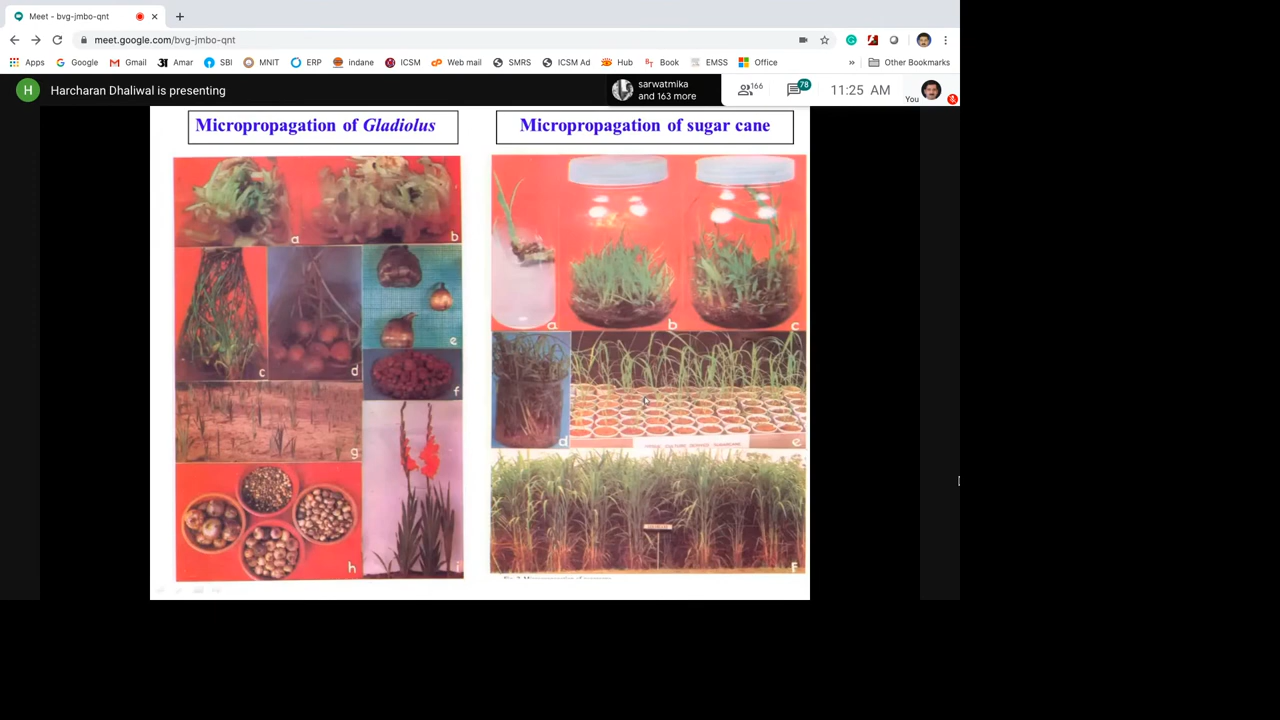 Meet - bvg-jmbo-qnt
meet.google.com/bvg-jmbo-qnt
Apps Google Gmail Amar SBI MNIT ERP indane ICSM Web mail SMRS ICSM Ad Hub Book EMSS Office » Other Bookmarks
H Harcharan Dhaliwal is presenting
sarwatmika
and 163 more
166
78
11:25 AM
You
Micropropagation of Gladiolus
a
b
c
d
e
f
g
h
i
Micropropagation of sugar cane
a
b
c
d
e
F